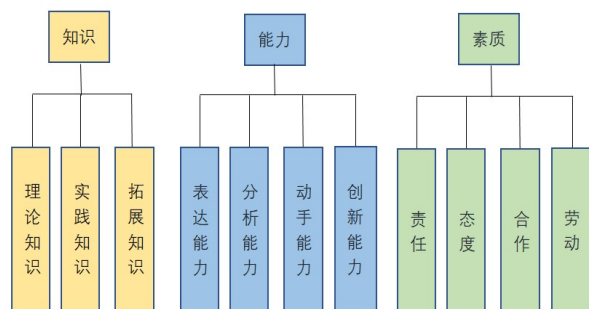 知识
能力
素质
理论知识
实践知识
拓展知识
表达能力
分析能力
动手能力
创新能力
责任
态度
合作
劳动